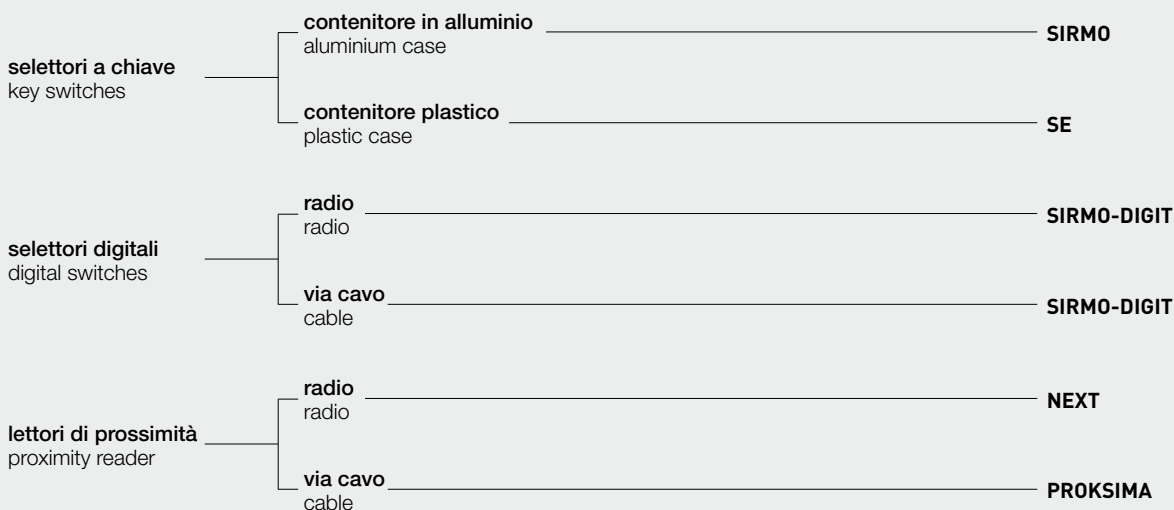 contenitore in alluminio
aluminium case
SIRMO
selettori a chiave
key switches
contenitore plastico
plastic case
SE
radio
radio
SIRMO-DIGIT
selettori digitali
digital switches
via cavo
cable
SIRMO-DIGIT
radio
radio
NEXT
lettori di prossimità
proximity reader
via cavo
cable
PROKSIMA